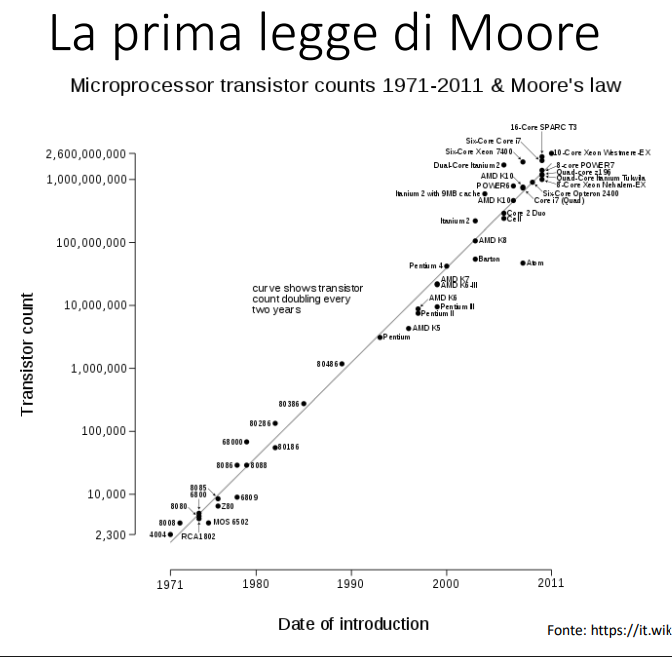 La prima legge di Moore
Microprocessor transistor counts 1971-2011 & Moore's law
16-Core SPARC T3
Six-Core Core i7
Six-Core Xeon 7400
10-Core Xeon Westmere-EX
Dual-Core Itanium 2
8-core POWER7
Quad-core z196
Quad-Core Itanium Tukwila
AMD K10
8-Core Xeon Nehalem-EX
POWER6
Six-Core Opteron 2400
Itanium 2 with 9MB cache
Core i7 (Quad)
AMD K10
Core 2 Duo
Cell
Itanium 2
AMD K8
Barton
Atom
Pentium 4
AMD K7
AMD K6-III
curve shows transistor
count doubling every
two years
AMD K6
Pentium III
Pentium II
AMD K5
Pentium
80486
80386
80286
68000
80186
8086
8088
8085
6800
6809
8080
Z80
8008
MOS 6502
4004
RCA1802
2,600,000,000
1,000,000,000
100,000,000
10,000,000
1,000,000
100,000
10,000
2,300
Transistor count
1971
1980
1990
2000
2011
Date of introduction
Fonte: https://it.wik